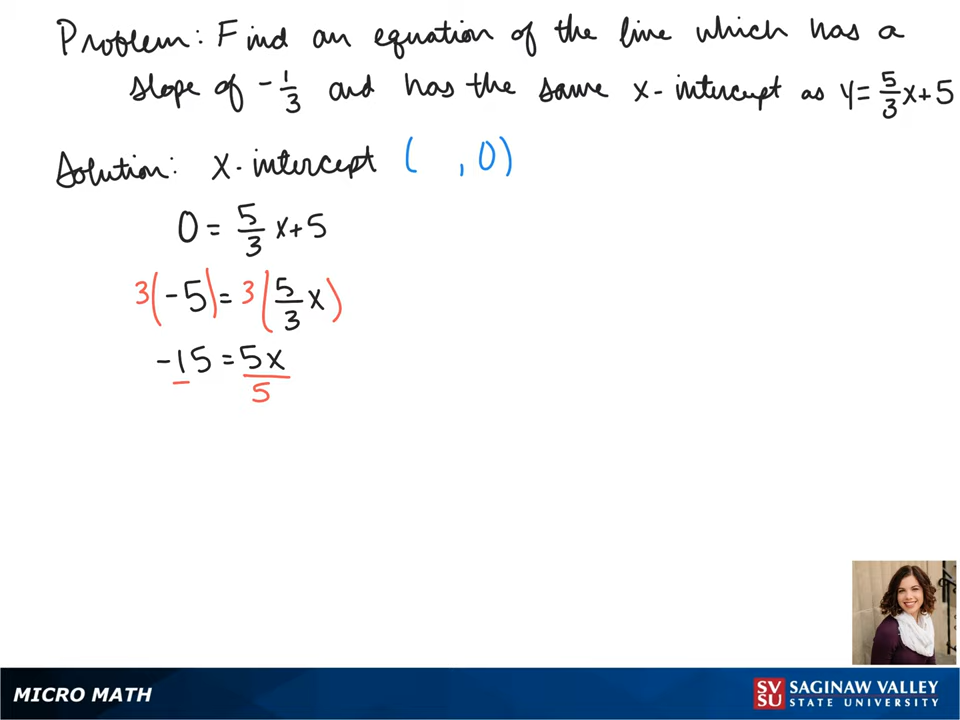 Problem: Find an equation of the line which has a
slope of -1/3 and has the same x-intercept as y=5/3x+5
Solution: x-intercept ( ,0)
0=5/3x+5
3(-5)=3(5/3x)
-15=5x
5
MICRO MATH
SVSU SAGINAW VALLEY
STATE UNIVERSITY